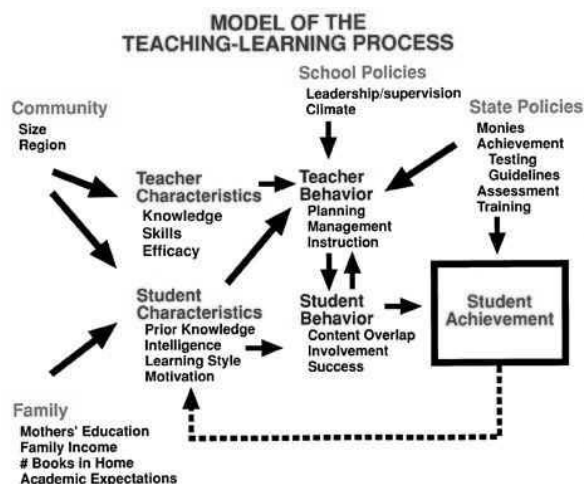 MODEL OF THE
TEACHING-LEARNING PROCESS
School Policies
Leadership/supervision
Climate
Community
Size
Region
State Policies
Monies
Achievement
Testing
Guidelines
Assessment
Training
Teacher
Characteristics
Knowledge
Skills
Efficacy
Teacher
Behavior
Planning
Management
Instruction
Student
Characteristics
Prior Knowledge
Intelligence
Learning Style
Motivation
Student
Behavior
Content Overlap
Involvement
Success
Student
Achievement
Family
Mothers' Education
Family Income
# Books in Home
Academic Expectations